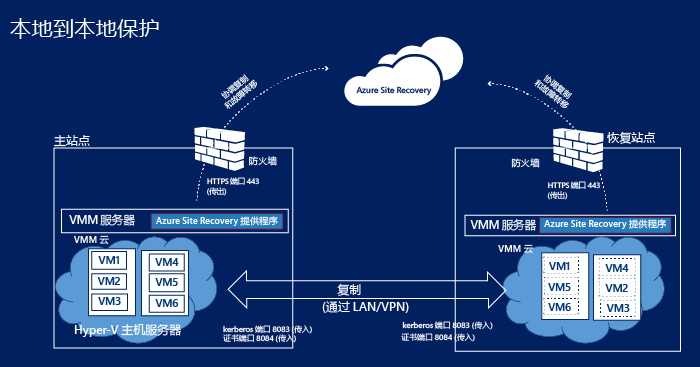 本地到本地保护
Azure Site Recovery
协调复制
和故障转移
协调复制
和故障转移
主站点
防火墙
HTTPS 端口 443
(传出)
VMM 服务器
Azure Site Recovery 提供程序
VMM 云
VM1
VM2
VM3
VM4
VM5
VM6
Hyper-V 主机服务器
复制
(通过 LAN/VPN)
kerberos 端口 8083 (传入)
证书端口 8084 (传入)
kerberos 端口 8083 (传入)
证书端口 8084 (传入)
恢复站点
防火墙
HTTPS 端口 443
(传出)
VMM 服务器
Azure Site Recovery 提供程序
VMM 云
VM1
VM5
VM6
VM4
VM2
VM3